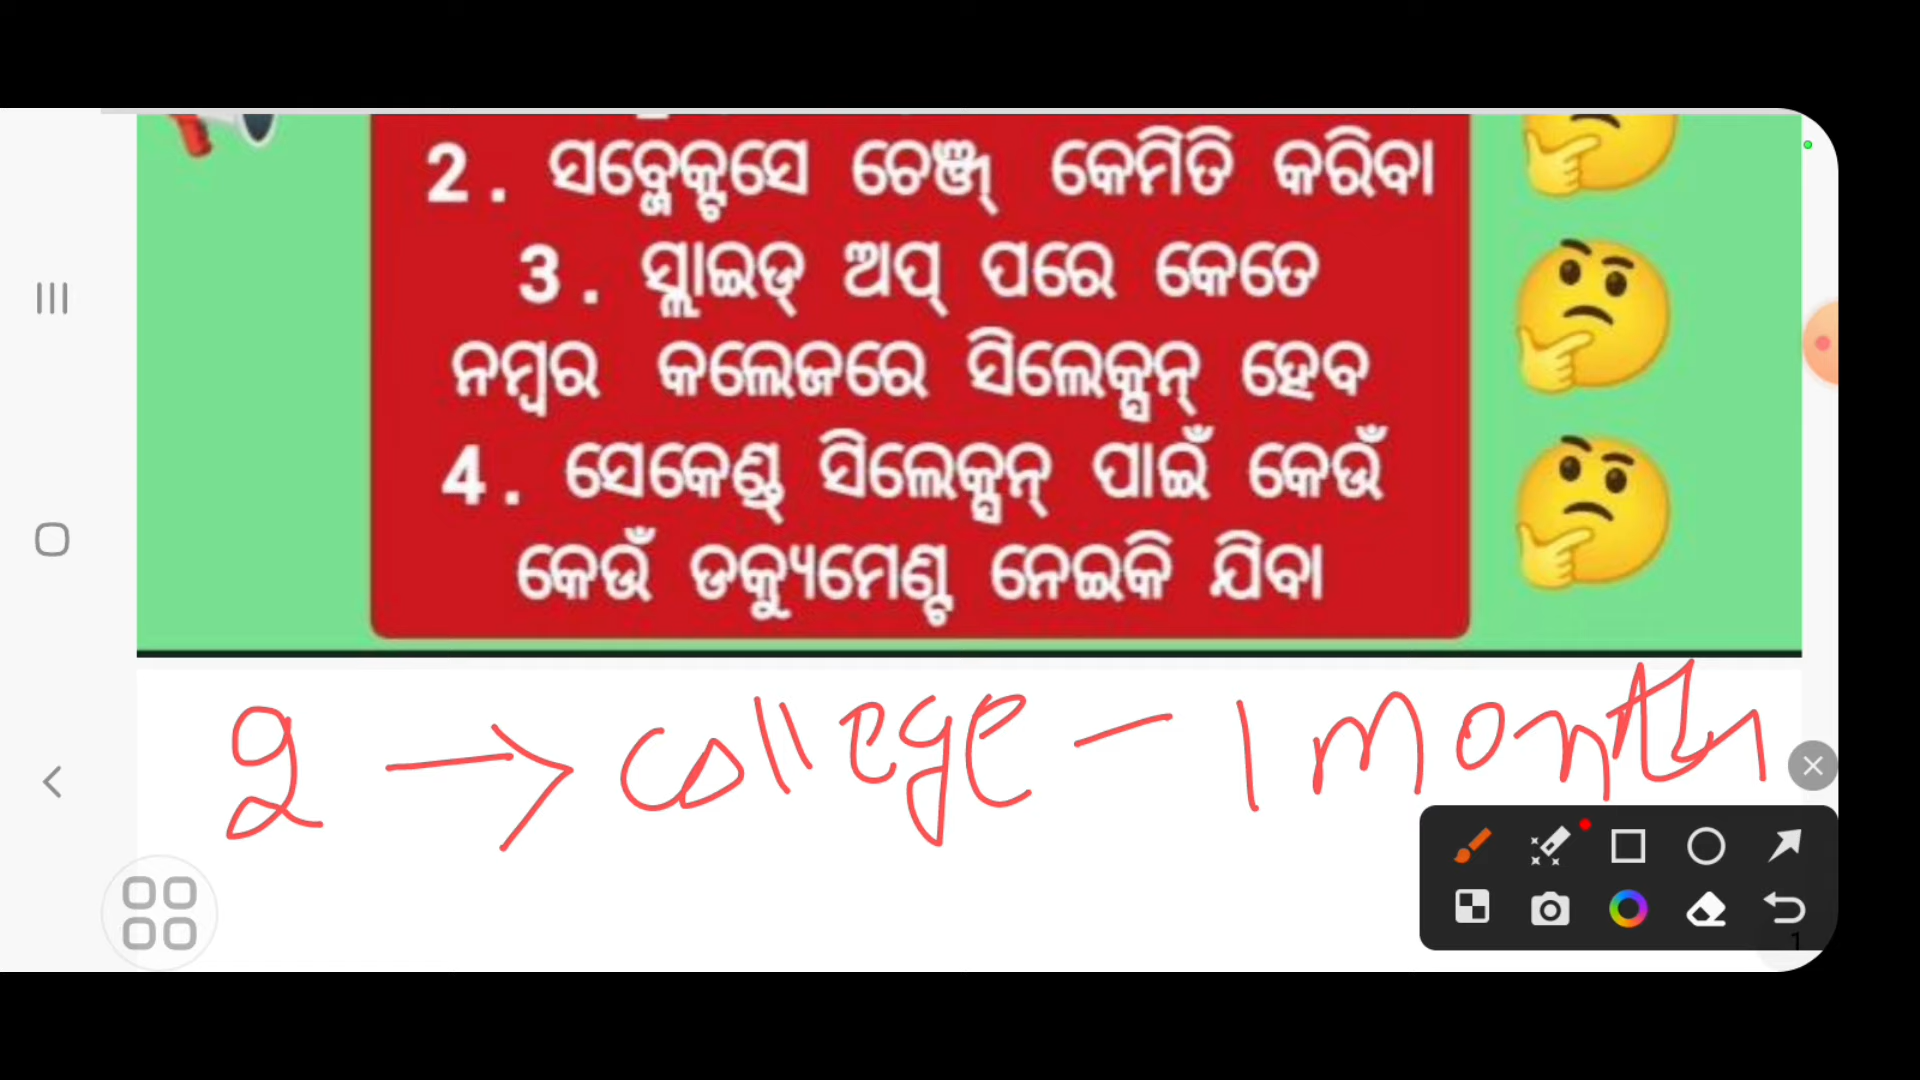 2 . ସବ୍ଜେକ୍ଟସେ ଚେଞ୍ଜ୍ କେମିତି କରିବା
3 . ସ୍ଲାଇଡ୍ ଅପ୍ ପରେ କେତେ
ନମ୍ବର କଲେଜରେ ସିଲେକ୍ସନ୍ ହେବ
4 . ସେକେଣ୍ଡ୍ ସିଲେକ୍ସନ୍ ପାଇଁ କେଉଁ
କେଉଁ ଡକ୍ୟୁମେଣ୍ଟ ନେଇକି ଯିବା
2 → college - 1 month
1